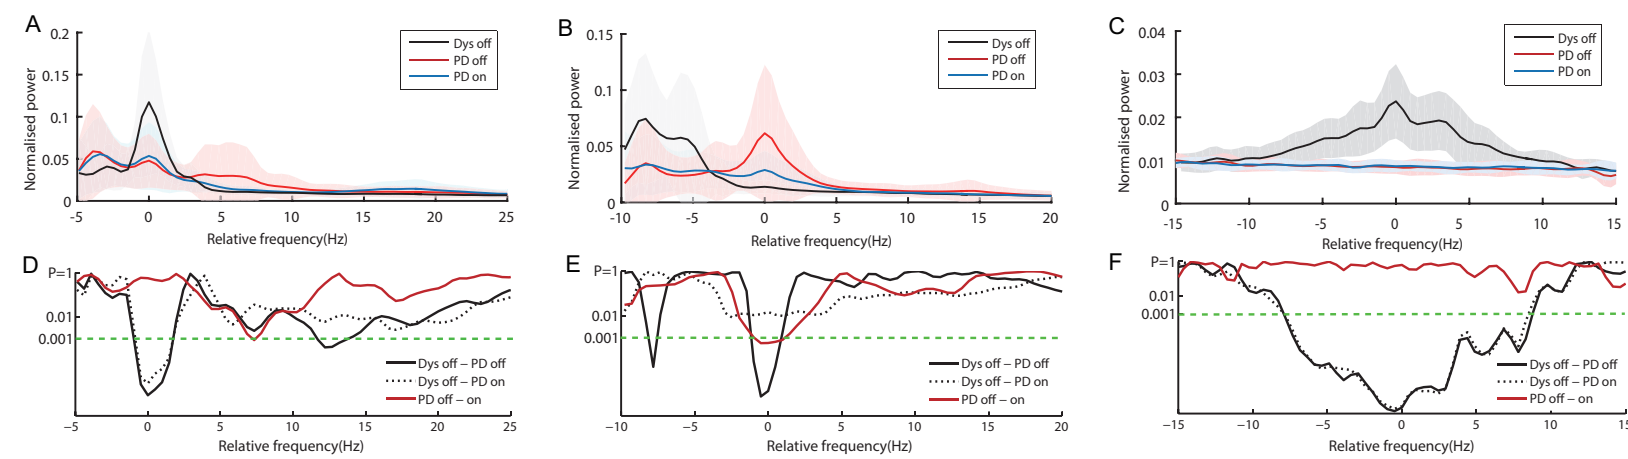 A
0.2
0.15
0.1
0.05
0
Normalised power
-5
0
5
10
15
20
25
Relative frequency(Hz)
Dys off
PD off
PD on
B
0.15
0.1
0.05
0
Normalised power
-10
-5
0
5
10
15
20
Relative frequency(Hz)
Dys off
PD off
PD on
C
0.04
0.03
0.02
0.01
0
Normalised power
-15
-10
-5
0
5
10
15
Relative frequency(Hz)
Dys off
PD off
PD on
D
P=1
0.01
0.001
−5
0
5
10
15
20
25
Relative frequency(Hz)
Dys off − PD off
Dys off − PD on
PD off − on
E
P=1
0.01
0.001
−10
−5
0
5
10
15
20
Relative frequency(Hz)
Dys off − PD off
Dys off − PD on
PD off − on
F
P=1
0.01
0.001
−15
−10
−5
0
5
10
15
Relative frequency(Hz)
Dys off − PD off
Dys off − PD on
PD off − on